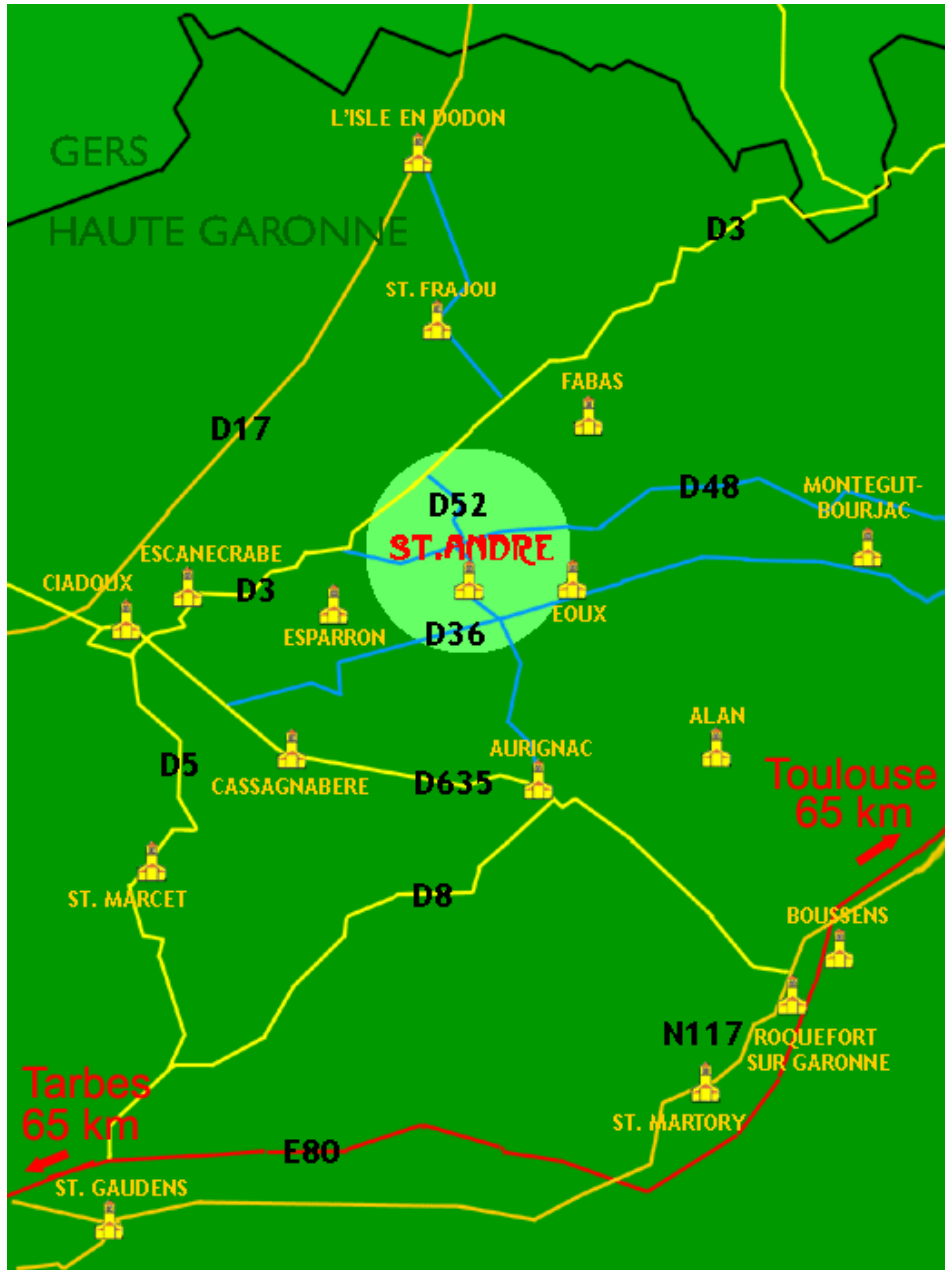 L'ISLE EN DODON
GERS
HAUTE GARONNE
D3
ST. FRAJOU
FABAS
D17
D52
D48
MONTEGUT-
BOURJAC
ST.ANDRE
ESCANECRABE
CIADOUX
D3
ESPARRON
D36
EOUX
ALAN
AURIGNAC
D5
CASSAGNABERE
D635
Toulouse
65 km
ST. MARCET
D8
BOUSSENS
N117
ROQUEFORT
SUR GARONNE
Tarbes
65 km
ST. MARTORY
E80
ST. GAUDENS